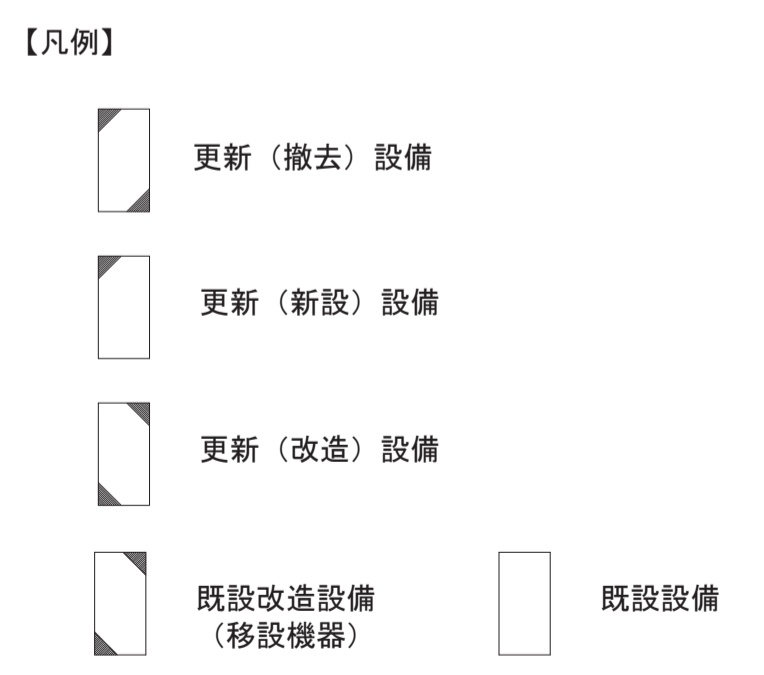 【凡例】
更新（撤去）設備
更新（新設）設備
更新（改造）設備
既設改造設備
（移設機器）
既設設備